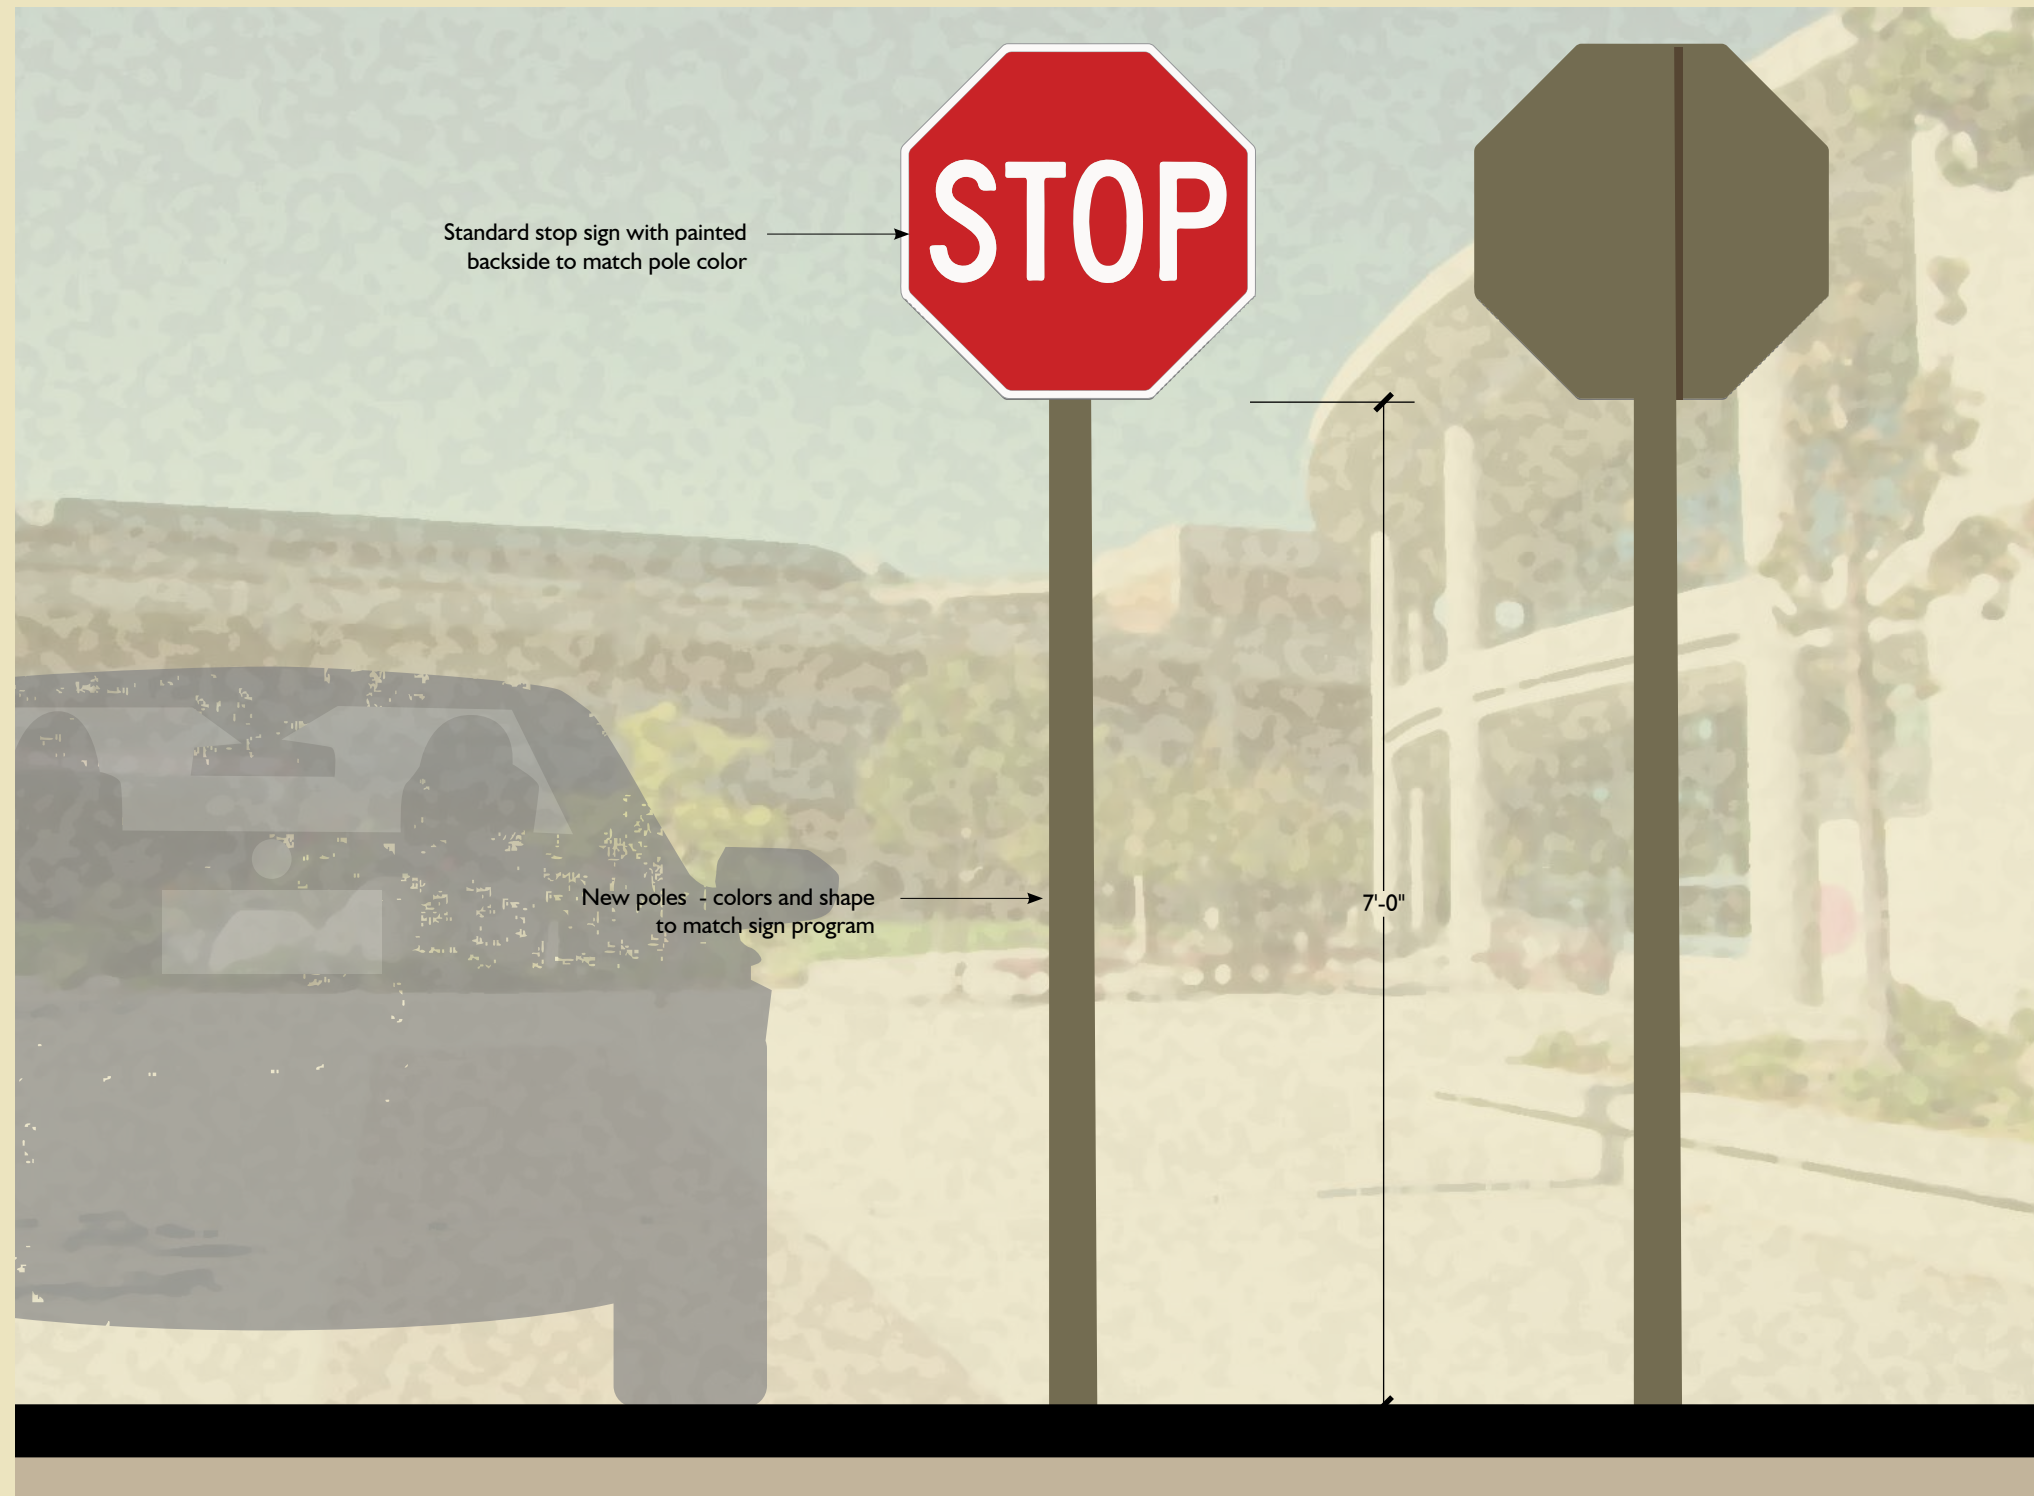 STOP
Standard stop sign with painted
backside to match pole color
New poles  - colors and shape
to match sign program
7'-0"